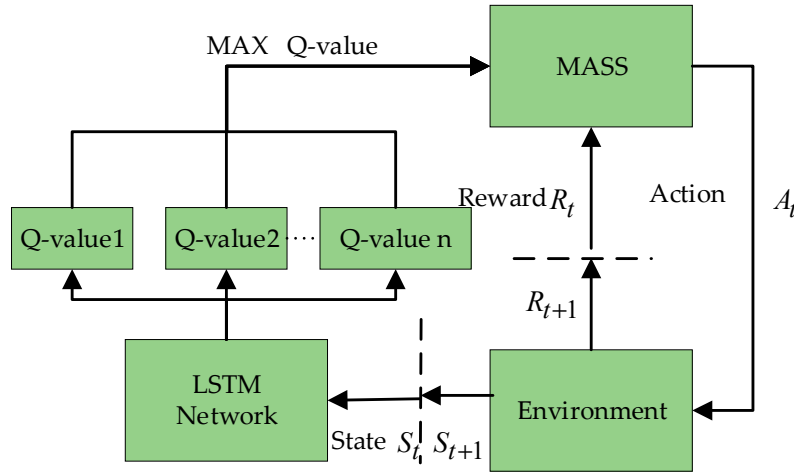 MAX Q-value
MASS
Reward R_t
Action
A_t
Q-value1
Q-value2
....
Q-value n
R_{t+1}
LSTM
Network
Environment
State S_t
S_{t+1}